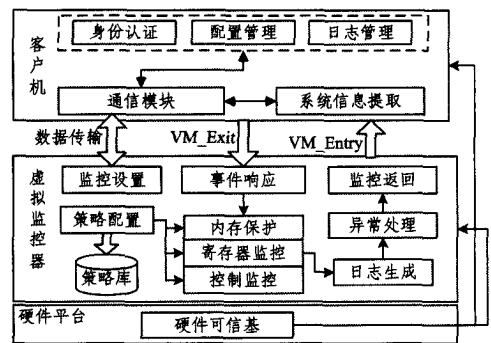 客户机
身份认证 配置管理 日志管理
通信模块 系统信息提取
数据传输 VM_Exit VM_Entry
虚拟监控器
监控设置 事件响应 监控返回
策略配置 内存保护 异常处理
寄存器监控
策略库 控制监控 日志生成
硬件平台
硬件可信基